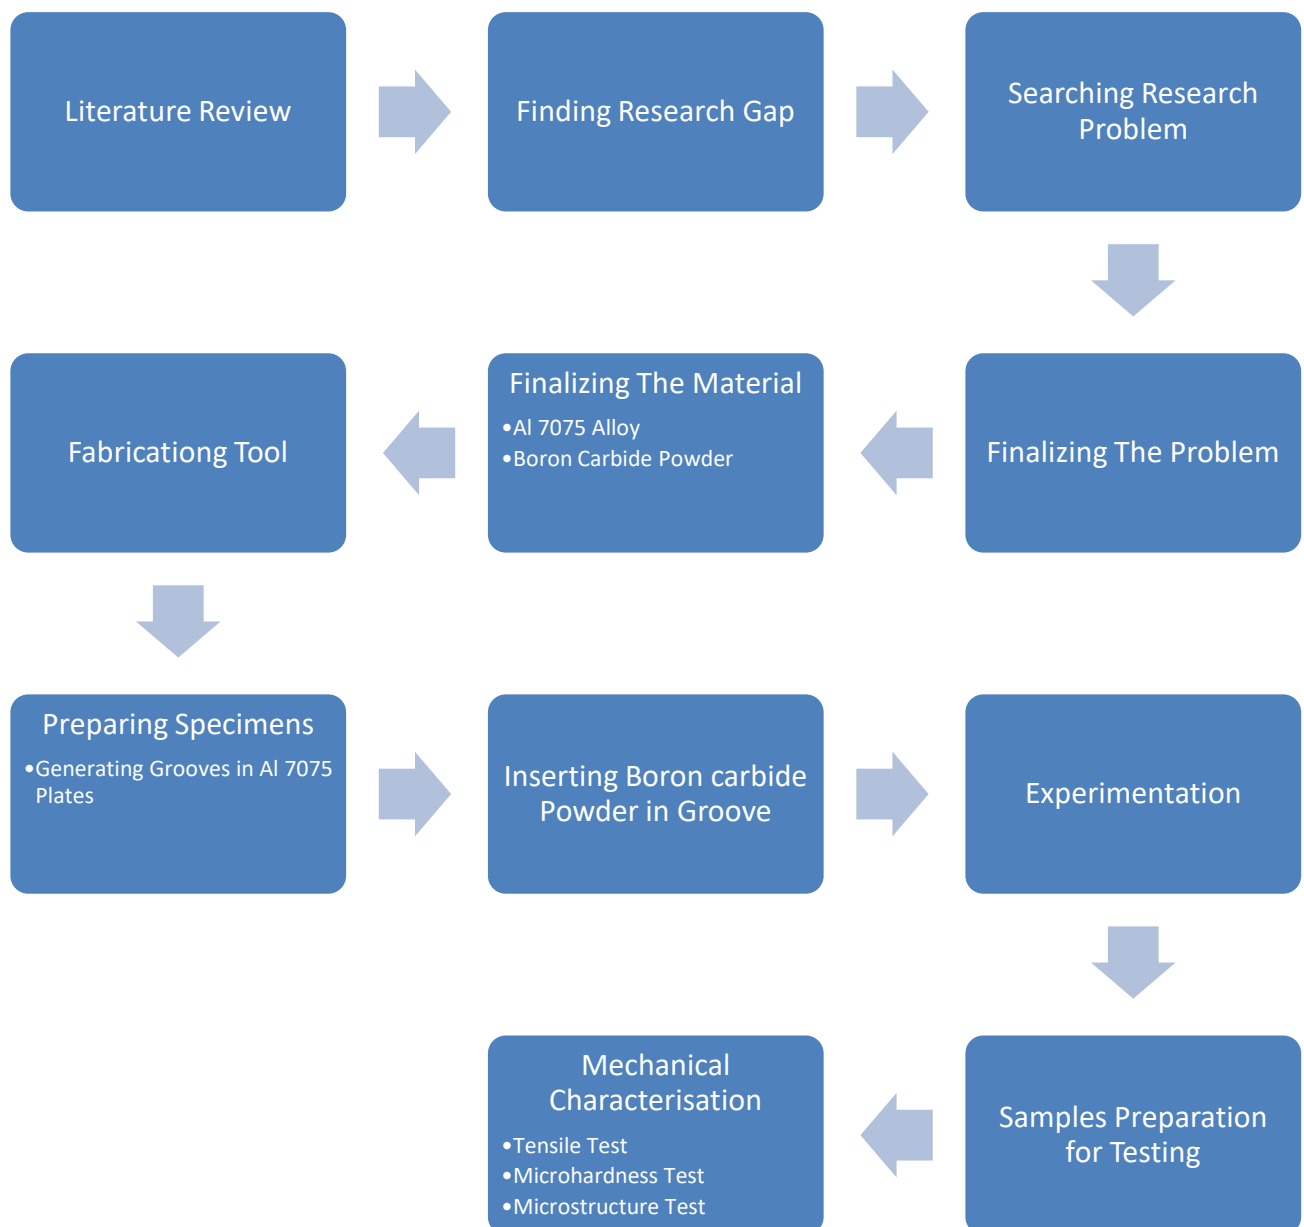 Literature Review
Finding Research Gap
Searching Research
Problem
Finalizing The Problem
Finalizing The Material
•Al 7075 Alloy
•Boron Carbide Powder
Fabricationg Tool
Preparing Specimens
•Generating Grooves in Al 7075
Plates
Inserting Boron carbide
Powder in Groove
Experimentation
Samples Preparation
for Testing
Mechanical
Characterisation
•Tensile Test
•Microhardness Test
•Microstructure Test